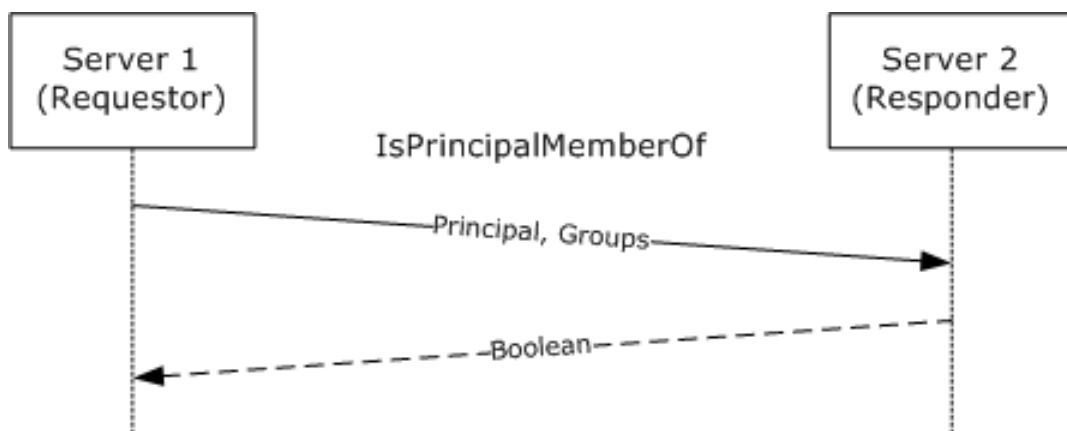 Server 1
(Requestor)
Server 2
(Responder)
IsPrincipalMemberOf
Principal, Groups
Boolean